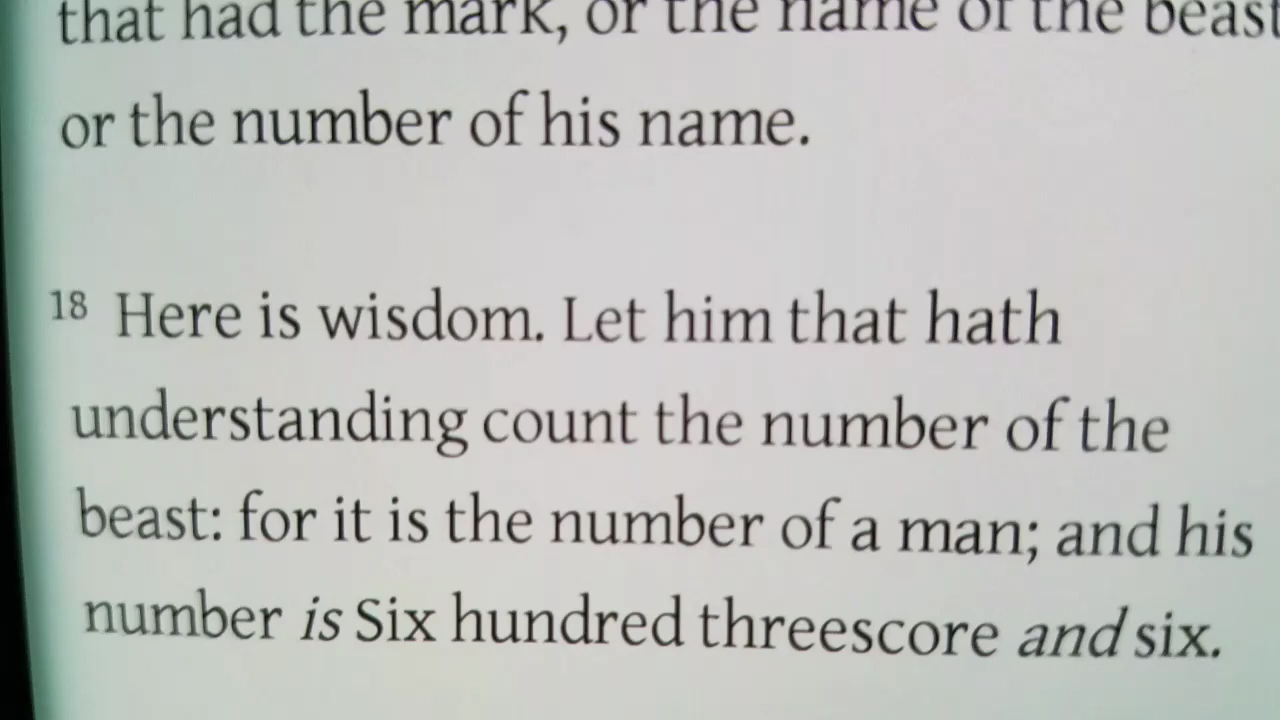 that had the mark, or the name of the beast
or the number of his name.
18 Here is wisdom. Let him that hath
understanding count the number of the
beast: for it is the number of a man; and his
number is Six hundred threescore and six.